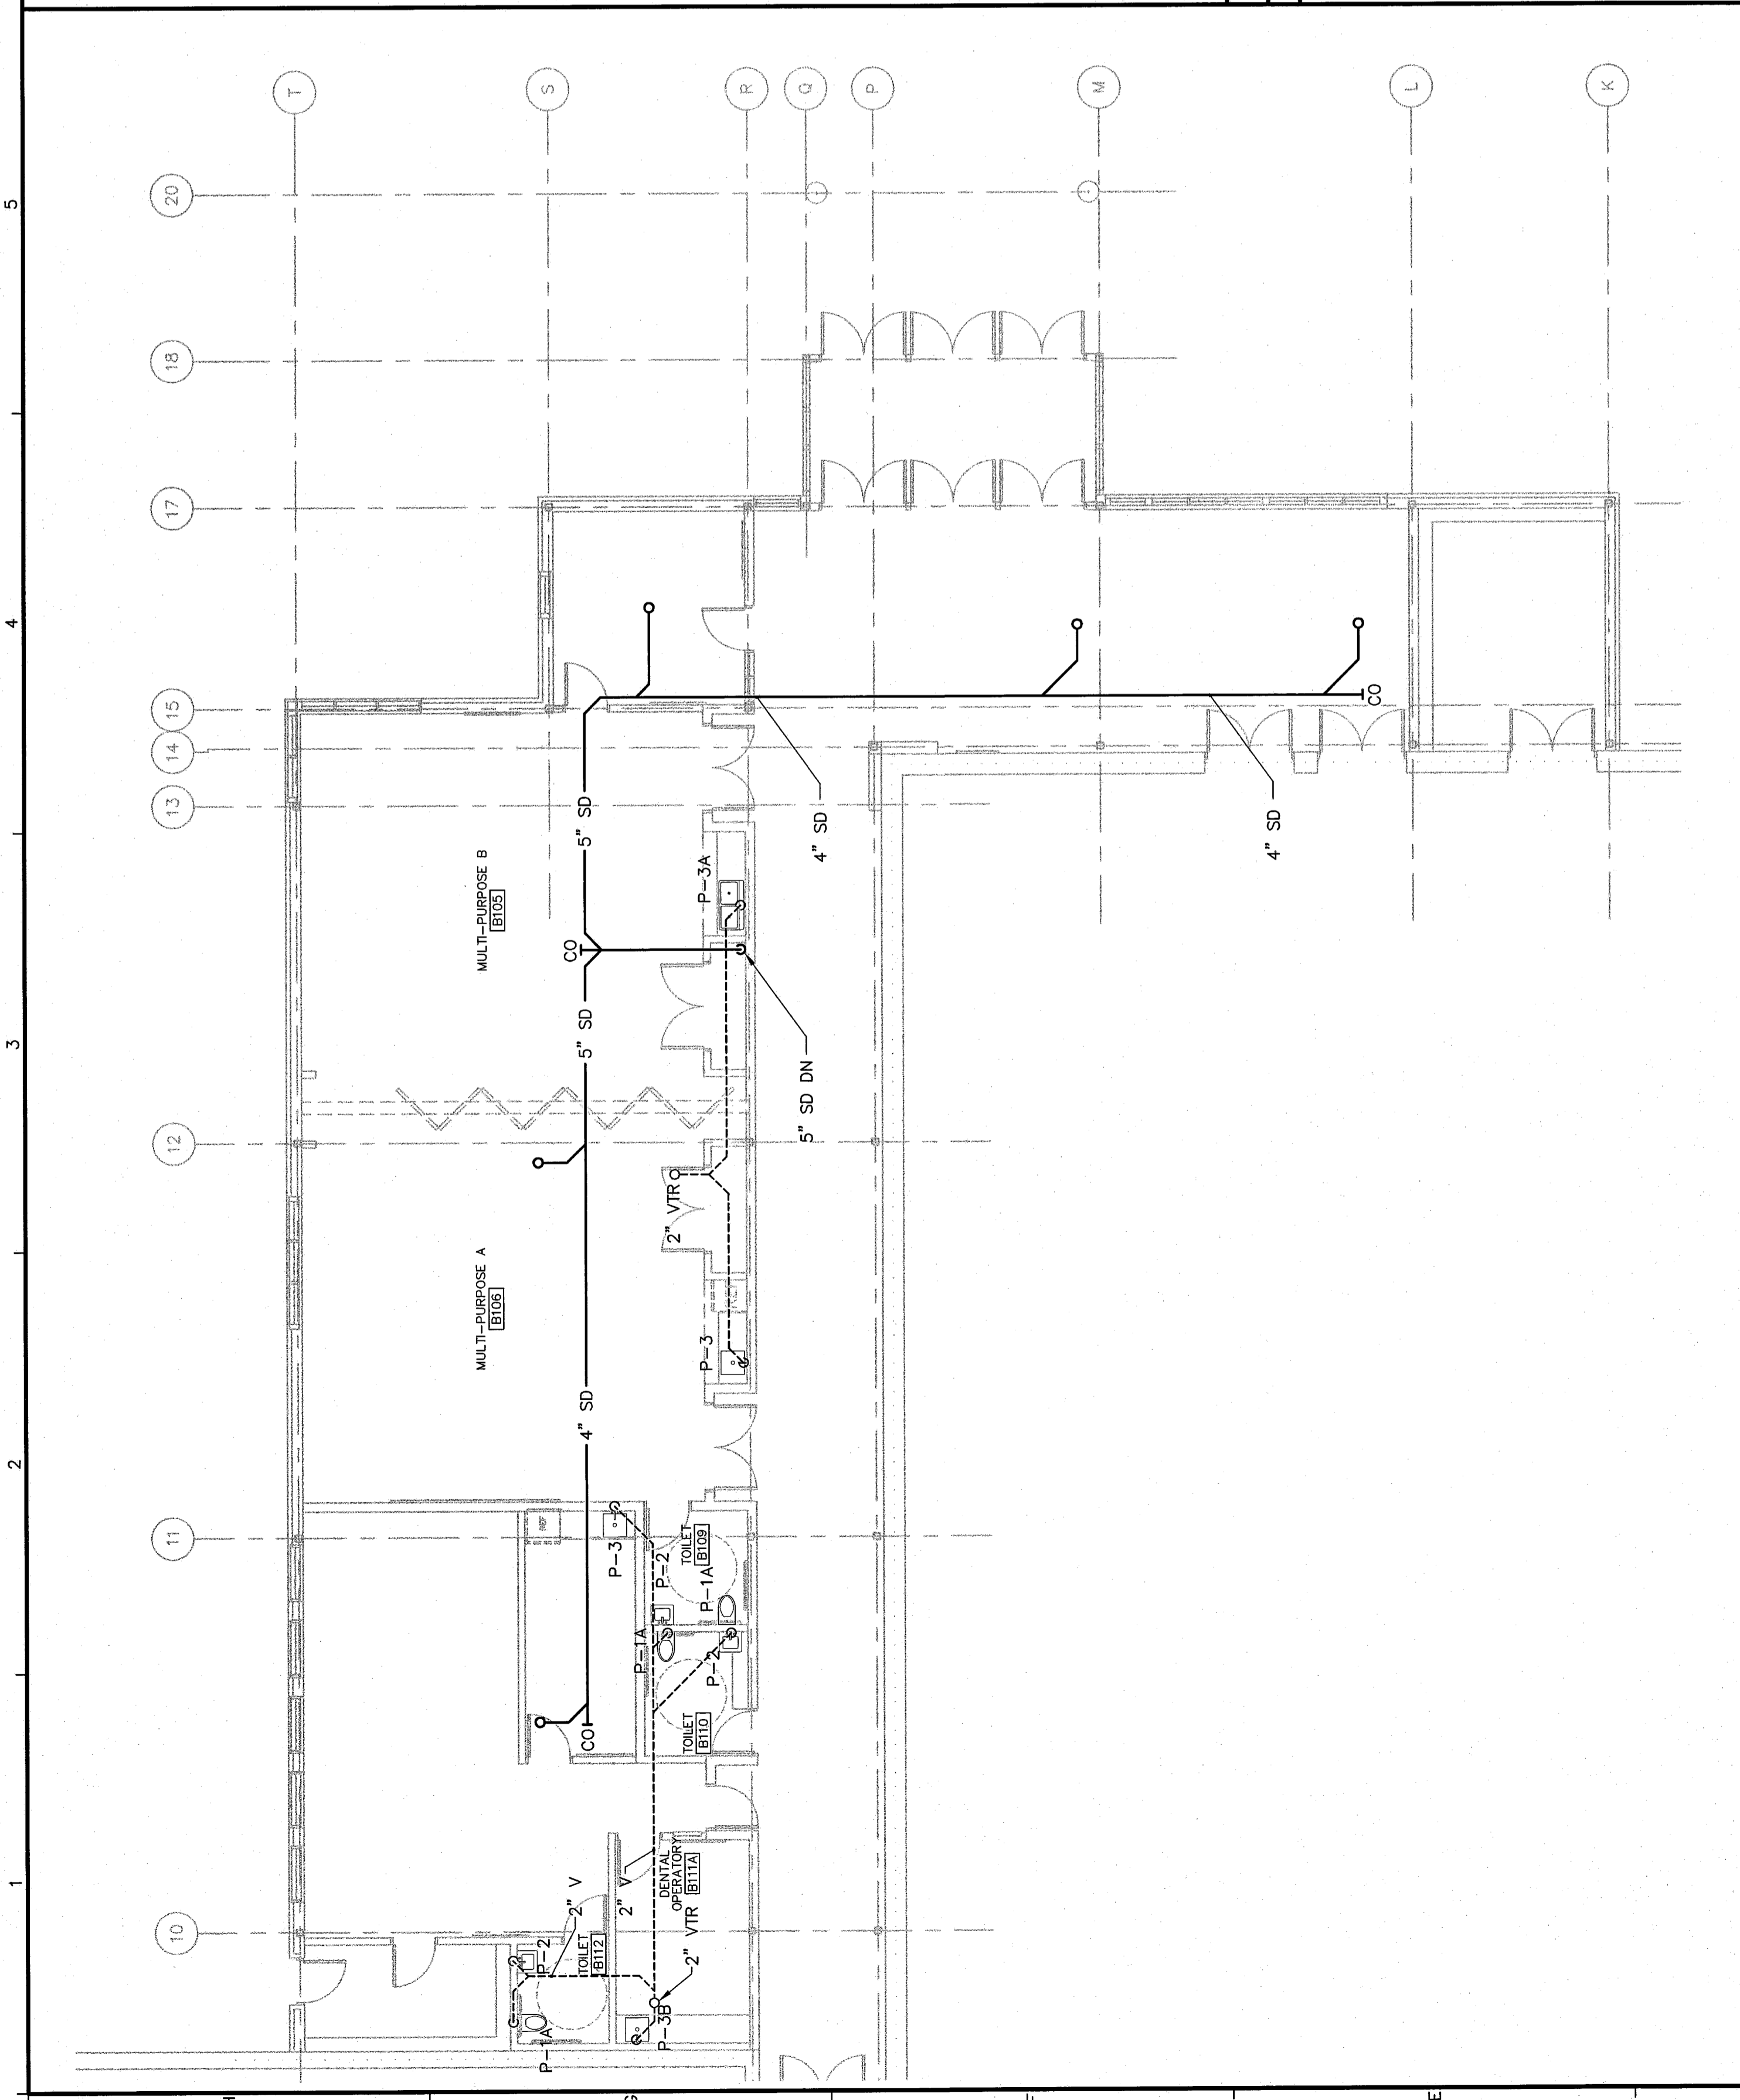 T
S
R
Q
P
M
L
K
20
18
17
15
14
13
12
11
10
5
4
3
2
1
MULTI-PURPOSE B
B105
MULTI-PURPOSE A
B106
5" SD
5" SD
4" SD
4" SD
4" SD
5" SD DN
CO
CO
CO
P-3A
2" VTR
P-3
REF
P-3
TOILET
B109
P-2
P-1A
P-1A
P-2
TOILET
B110
DENTAL
OPERATORY
B111A
2" V
2" V
2" VTR
P-2
TOILET
B112
P-1A
P-3B
G
E